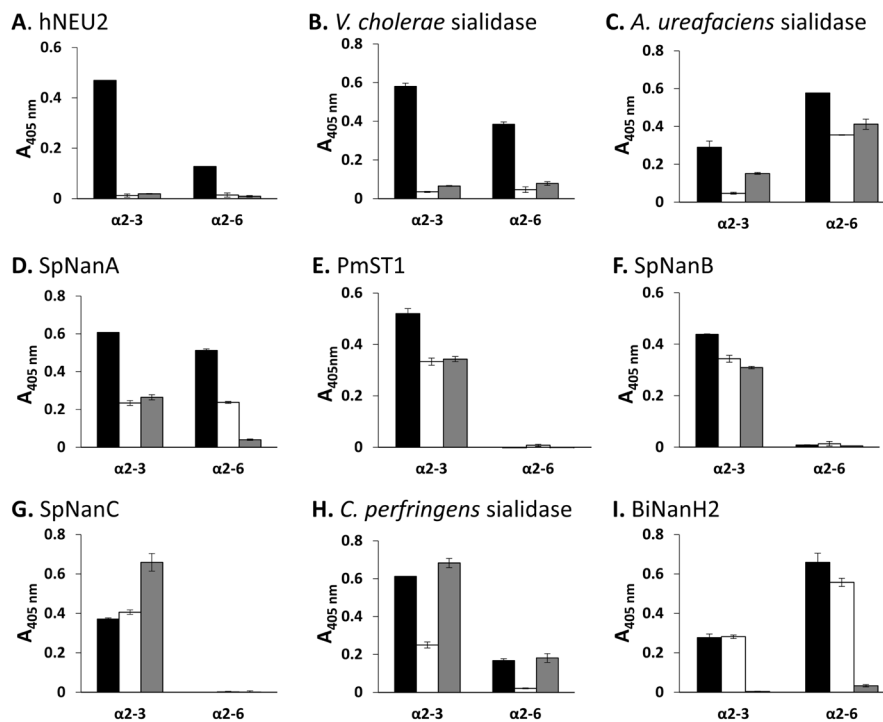 A. hNEU2
B. V. cholerae sialidase
C. A. ureafaciens sialidase
0.6
0.4
0.2
0
A405 nm
α2-3
α2-6
0.8
0.6
0.4
0.2
0
A405 nm
α2-3
α2-6
0.8
0.6
0.4
0.2
0
A405 nm
α2-3
α2-6
D. SpNanA
E. PmST1
F. SpNanB
0.8
0.6
0.4
0.2
0
A405 nm
α2-3
α2-6
0.6
0.4
0.2
0
A405nm
α2-3
α2-6
0.6
0.4
0.2
0
A405 nm
α2-3
α2-6
G. SpNanC
H. C. perfringens sialidase
I. BiNanH2
0.8
0.6
0.4
0.2
0
A405 nm
α2-3
α2-6
0.8
0.6
0.4
0.2
0
A405 nm
α2-3
α2-6
0.8
0.6
0.4
0.2
0
A405 nm
α2-3
α2-6